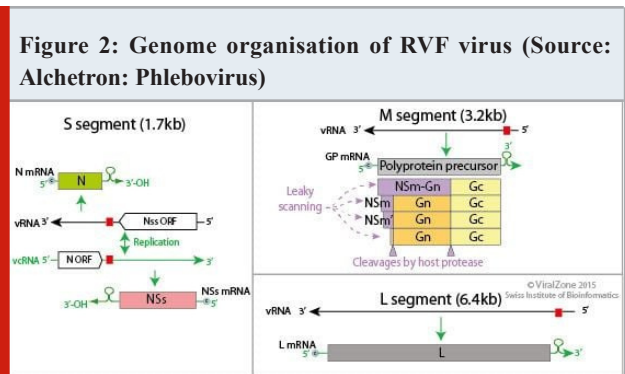 Figure 2: Genome organisation of RVF virus (Source:
Alchetron: Phlebovirus)
S segment (1.7kb)
N mRNA
5'
N
3'-OH
vRNA 3'
Nss ORF
5'
Replication
vcRNA 5'
N ORF
3'
NSs mRNA
3'-OH
NSs
5'
M segment (3.2kb)
vRNA 3'
5'
3'
GP mRNA
5'
Polyprotein precursor
Leaky
scanning
NSm-Gn
Gc
NSm
Gn
Gc
NSm'
Gn
Gc
Gn
Gc
Cleavages by host protease
© ViralZone 2015
Swiss Institute of Bioinformatics
L segment (6.4kb)
vRNA 3'
5'
L mRNA
5'
L
3'